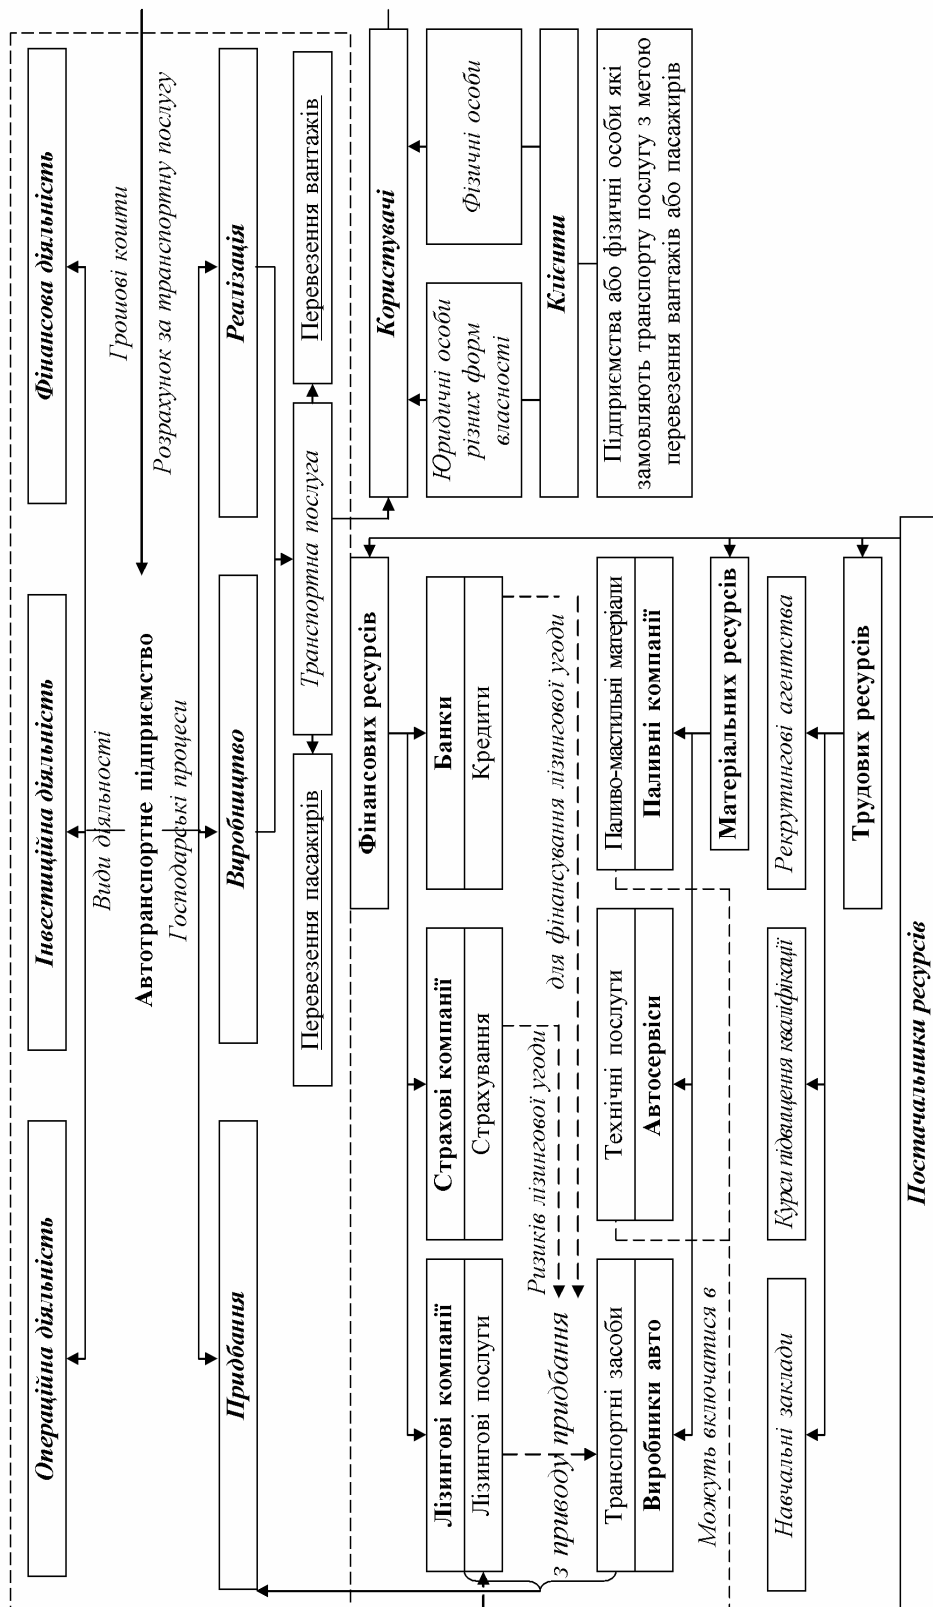 Операційна діяльність
Інвестиційна діяльність
Фінансова діяльність
Види діяльності
Грошові кошти
Автотранспортне підприємство
Господарські процеси
Розрахунок за транспортну послугу
Придбання
Виробництво
Реалізація
Перевезення пасажирів
Транспортна послуга
Перевезення вантажів
Фінансових ресурсів
Користувачі
Лізингові компанії
Лізингові послуги
Страхові компанії
Страхування
Банки
Кредити
Юридичні особи
різних форм
власності
Фізичні особи
Ризиків лізингової угоди
для фінування лізингової угоди
з приводу придбання
Клієнти
Транспортні засоби
Виробники авто
Технічні послуги
Автосервіси
Паливо-мастильні матеріали
Паливні компанії
Підприємства або фізичні особи які
замовляють транспорту послугу з метою
перевезення вантажів або пасажирів
Можуть включатися в
Матеріальних ресурсів
Навчальні заклади
Курси підвищення кваліфікації
Рекрутингові агентства
Трудових ресурсів
Постачальники ресурсів